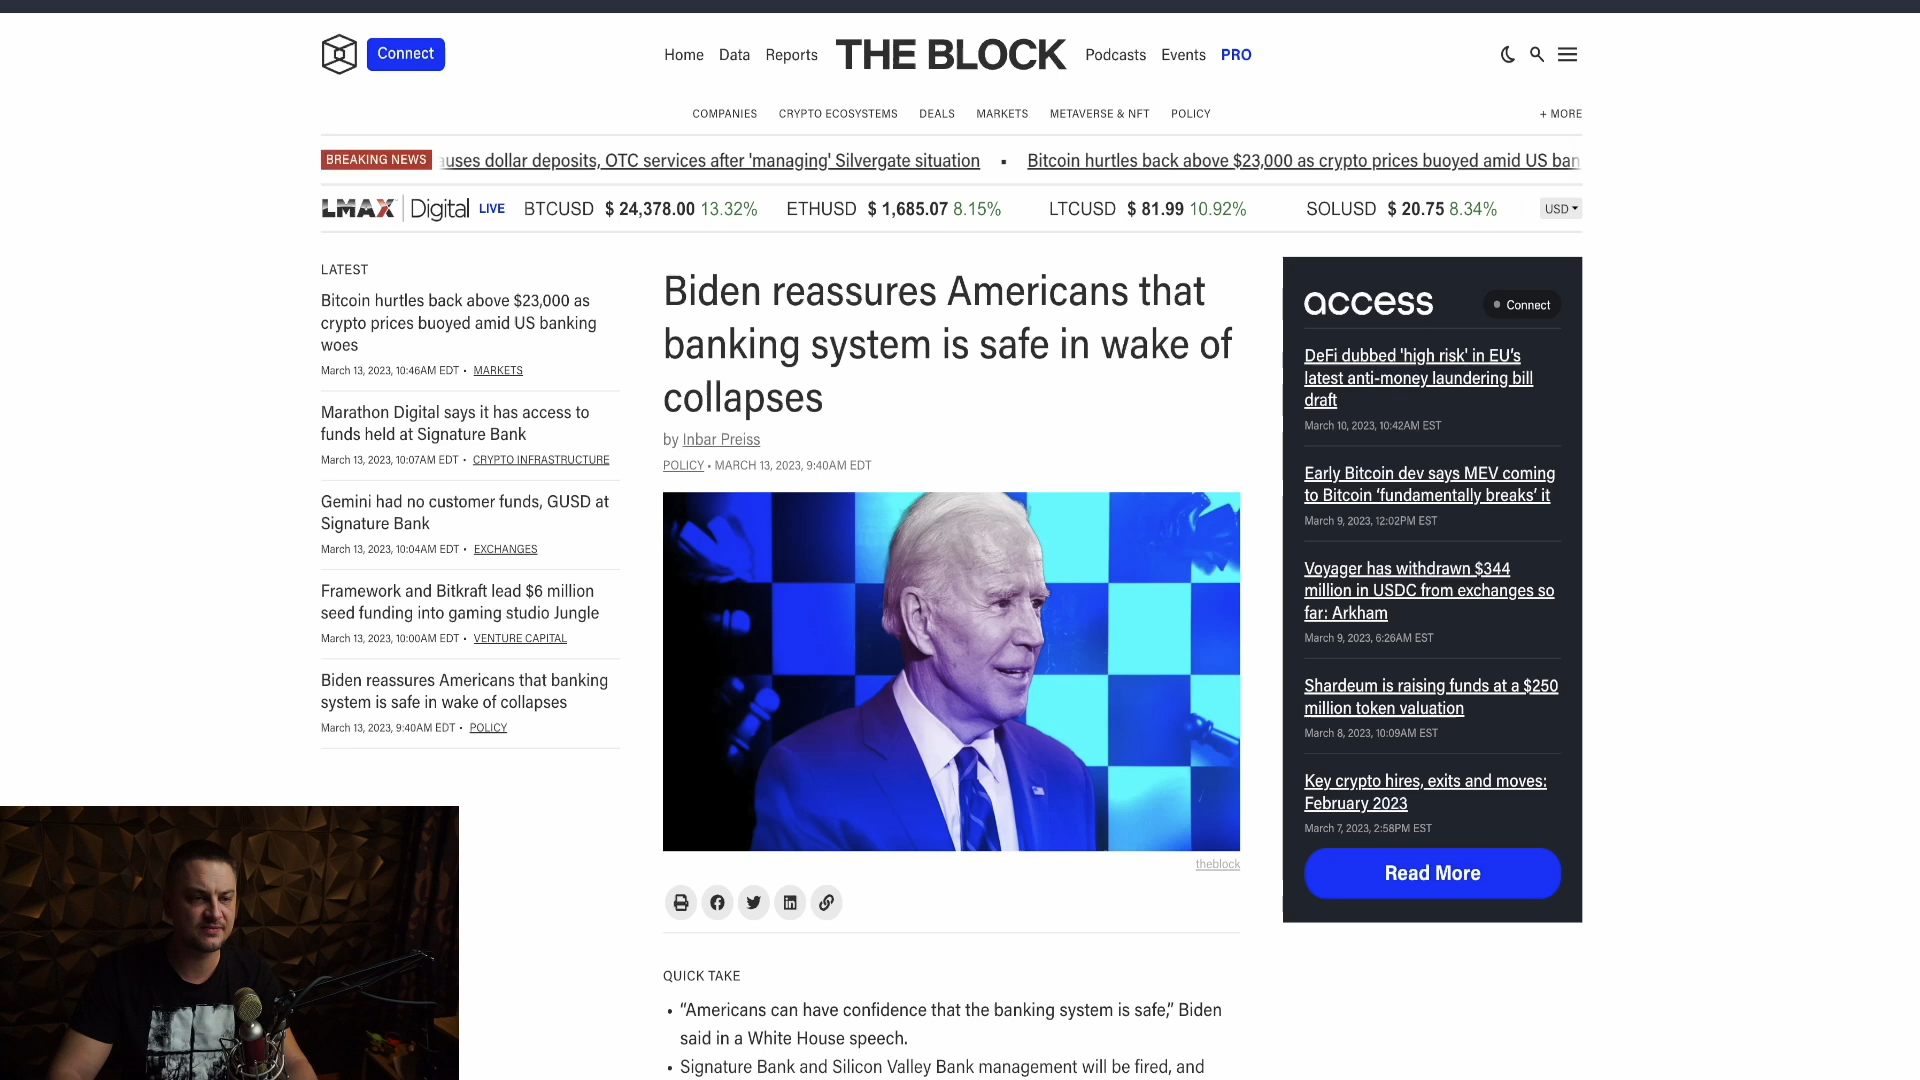 Connect
Home Data Reports THE BLOCK Podcasts Events PRO
COMPANIES CRYPTO ECOSYSTEMS DEALS MARKETS METAVERSE & NFT POLICY + MORE
BREAKING NEWS auses dollar deposits, OTC services after 'managing' Silvergate situation ▪ Bitcoin hurtles back above $23,000 as crypto prices buoyed amid US ban
LMAX Digital LIVE BTCUSD $ 24,378.00 13.32% ETHUSD $ 1,685.07 8.15% LTCUSD $ 81.99 10.92% SOLUSD $ 20.75 8.34% USD
LATEST
Bitcoin hurtles back above $23,000 as
crypto prices buoyed amid US banking
woes
March 13, 2023, 10:46AM EDT • MARKETS
Marathon Digital says it has access to
funds held at Signature Bank
March 13, 2023, 10:07AM EDT • CRYPTO INFRASTRUCTURE
Gemini had no customer funds, GUSD at
Signature Bank
March 13, 2023, 10:04AM EDT • EXCHANGES
Framework and Bitkraft lead $6 million
seed funding into gaming studio Jungle
March 13, 2023, 10:00AM EDT • VENTURE CAPITAL
Biden reassures Americans that banking
system is safe in wake of collapses
March 13, 2023, 9:40AM EDT • POLICY
Biden reassures Americans that
banking system is safe in wake of
collapses
by Inbar Preiss
POLICY • MARCH 13, 2023, 9:40AM EDT
theblock
QUICK TAKE
• “Americans can have confidence that the banking system is safe,” Biden
said in a White House speech.
• Signature Bank and Silicon Valley Bank management will be fired, and
access Connect
DeFi dubbed 'high risk' in EU’s
latest anti-money laundering bill
draft
March 10, 2023, 10:42AM EST
Early Bitcoin dev says MEV coming
to Bitcoin ‘fundamentally breaks’ it
March 9, 2023, 12:02PM EST
Voyager has withdrawn $344
million in USDC from exchanges so
far: Arkham
March 9, 2023, 6:26AM EST
Shardeum is raising funds at a $250
million token valuation
March 8, 2023, 10:09AM EST
Key crypto hires, exits and moves:
February 2023
March 7, 2023, 2:58PM EST
Read More